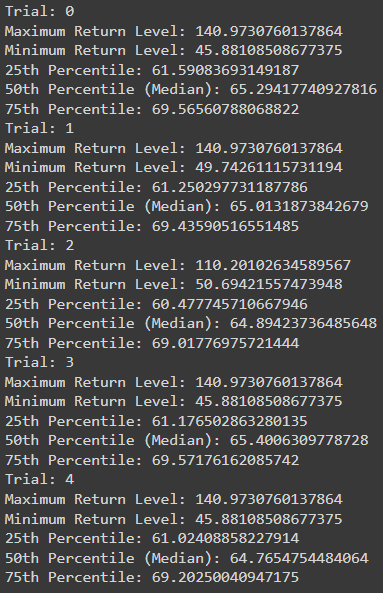 Trial: 0
Maximum Return Level: 140.9730760137864
Minimum Return Level: 45.88108508677375
25th Percentile: 61.59083693149187
50th Percentile (Median): 65.29417740927816
75th Percentile: 69.56560788068822
Trial: 1
Maximum Return Level: 140.9730760137864
Minimum Return Level: 49.74261115731194
25th Percentile: 61.250297731187786
50th Percentile (Median): 65.0131873842679
75th Percentile: 69.43590516551485
Trial: 2
Maximum Return Level: 110.20102634589567
Minimum Return Level: 50.69421557473948
25th Percentile: 60.477745710667946
50th Percentile (Median): 64.89423736485648
75th Percentile: 69.01776975721444
Trial: 3
Maximum Return Level: 140.9730760137864
Minimum Return Level: 45.88108508677375
25th Percentile: 61.176502863280135
50th Percentile (Median): 65.4006309778728
75th Percentile: 69.57176162085742
Trial: 4
Maximum Return Level: 140.9730760137864
Minimum Return Level: 45.88108508677375
25th Percentile: 61.02408858227914
50th Percentile (Median): 64.7654754484064
75th Percentile: 69.20250040947175